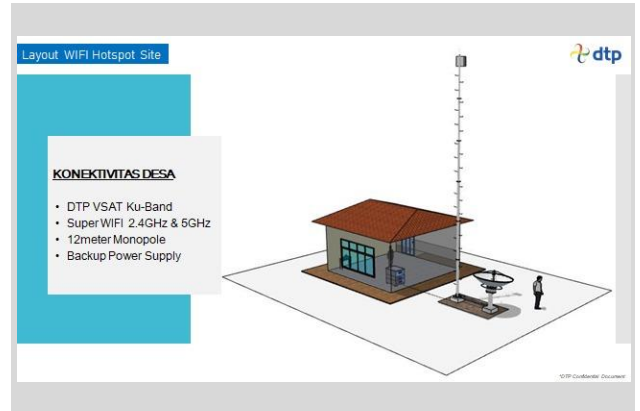 Layout WIFI Hotspot Site
dtp
KONEKTIVITAS DESA
• DTP VSAT Ku-Band
• Super WIFI 2.4GHz & 5GHz
• 12meter Monopole
• Backup Power Supply
*DTP Confidential Document